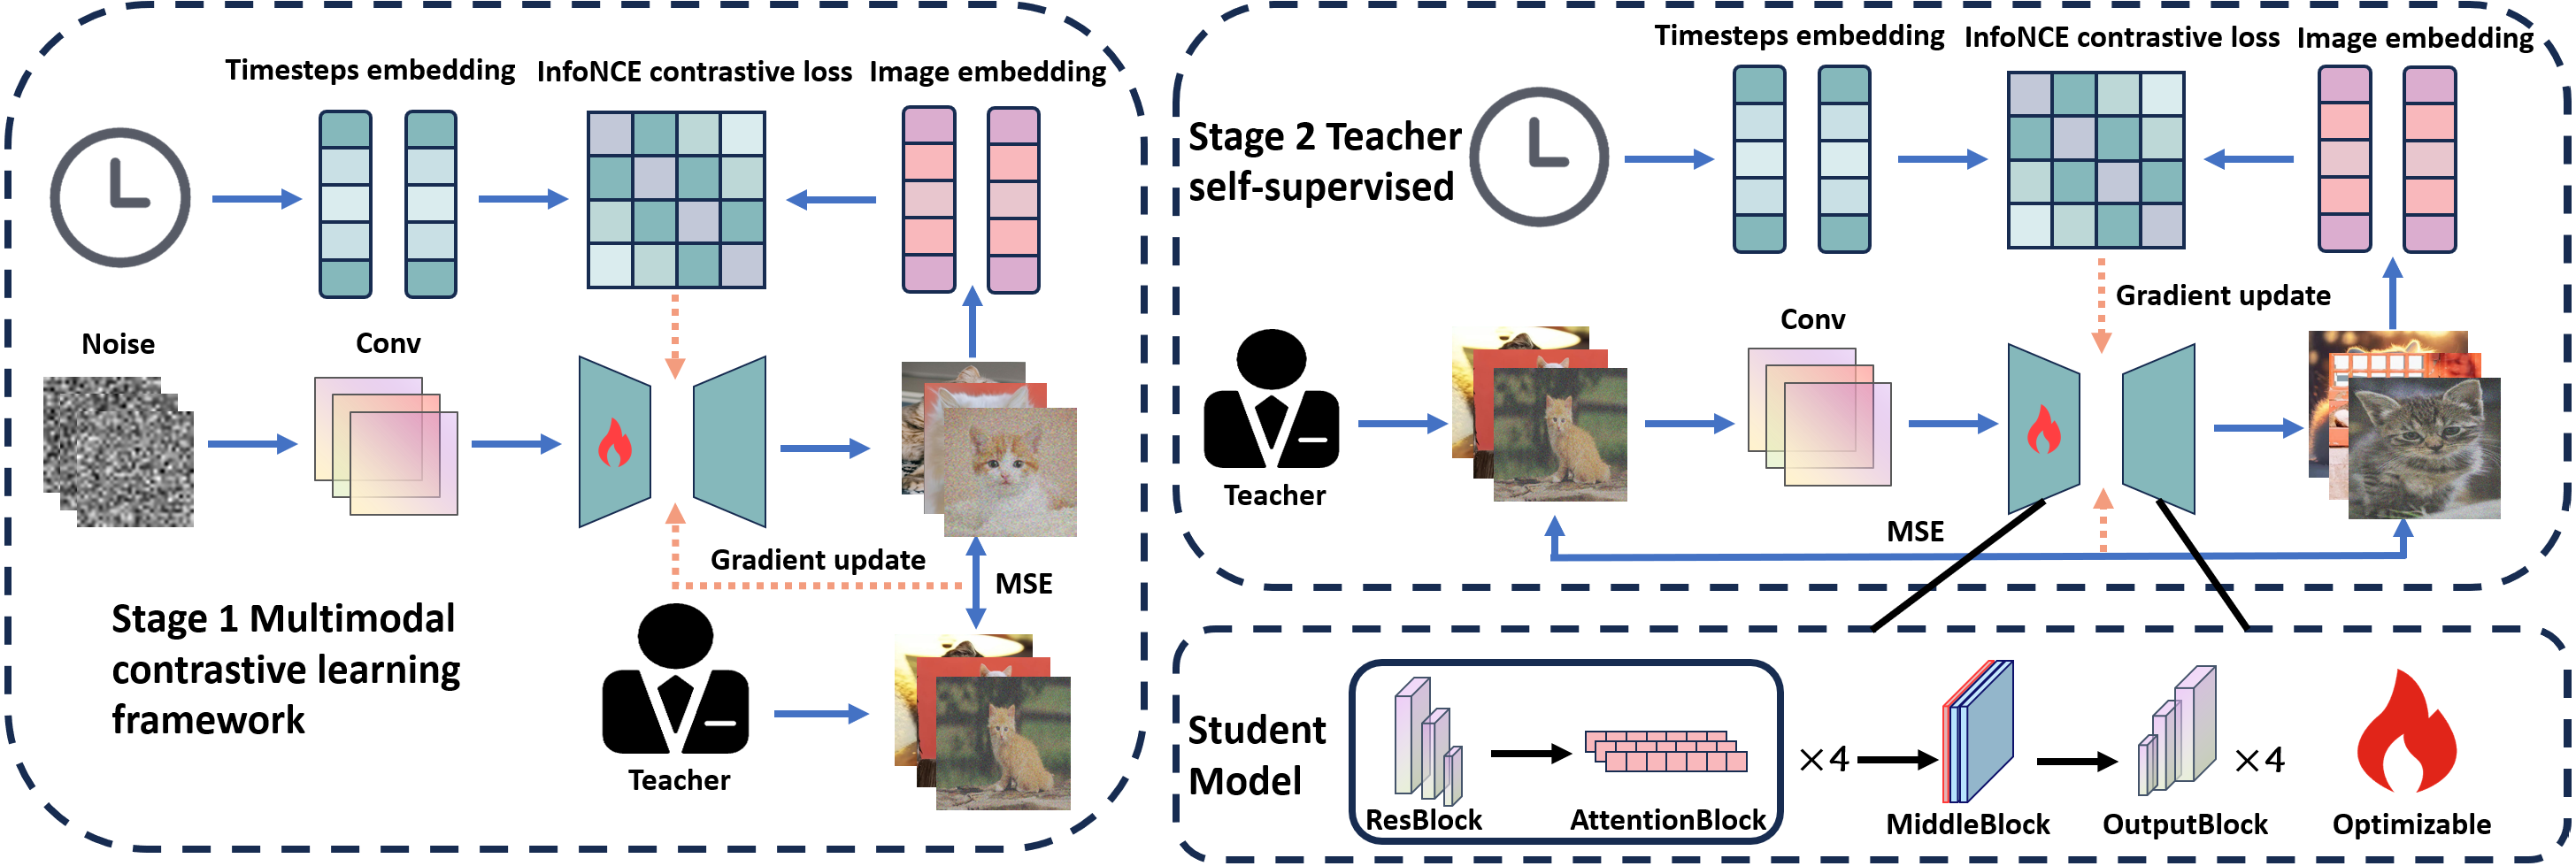 Timesteps embedding
InfoNCE contrastive loss
Image embedding
Noise
Conv
Gradient update
MSE
Stage 1 Multimodal
contrastive learning
framework
Teacher
Timesteps embedding
InfoNCE contrastive loss
Image embedding
Stage 2 Teacher
self-supervised
Gradient update
Conv
Teacher
MSE
Student
Model
ResBlock
AttentionBlock
×4
MiddleBlock
OutputBlock
×4
Optimizable